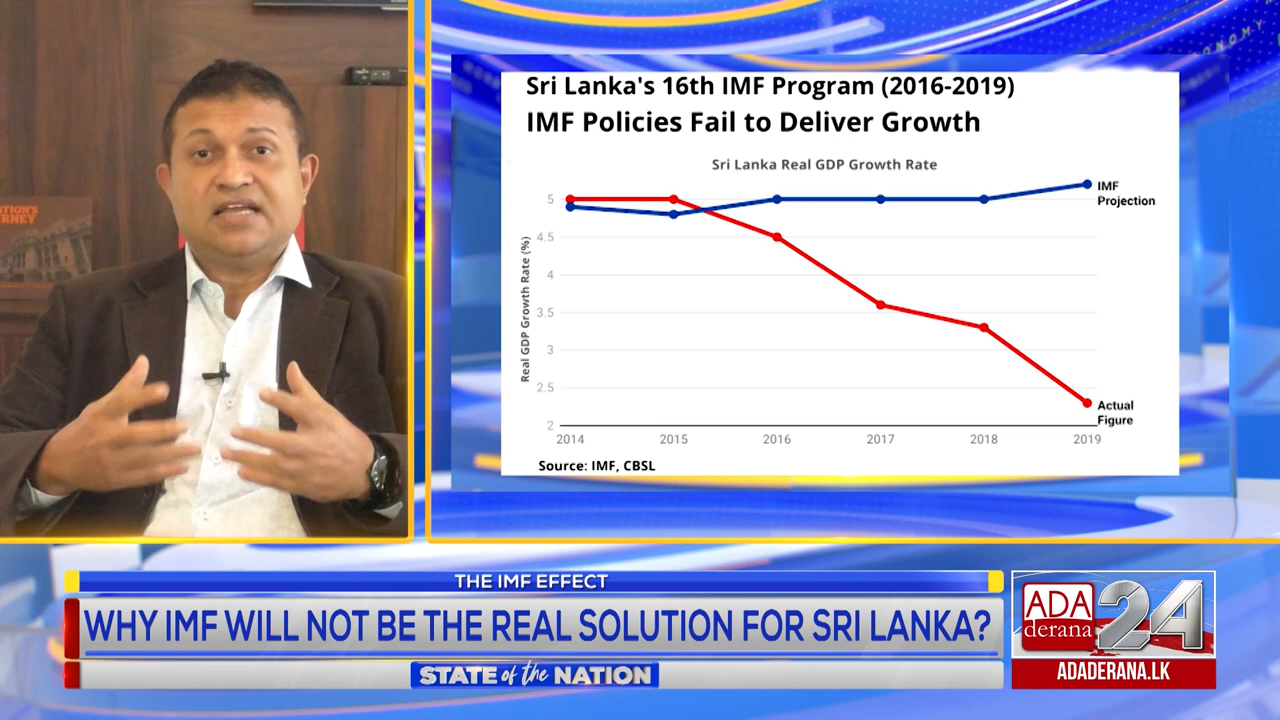 ATION'S
RNEY
ONOMY
Sri Lanka's 16th IMF Program (2016-2019)
IMF Policies Fail to Deliver Growth
Sri Lanka Real GDP Growth Rate
Real GDP Growth Rate (%)
5
4.5
4
3.5
3
2.5
2
2014 2015 2016 2017 2018 2019
IMF
Projection
Actual
Figure
Source: IMF, CBSL
THE IMF EFFECT
WHY IMF WILL NOT BE THE REAL SOLUTION FOR SRI LANKA?
STATE of the NATION
ADA
derana
24
ADADERANA.LK